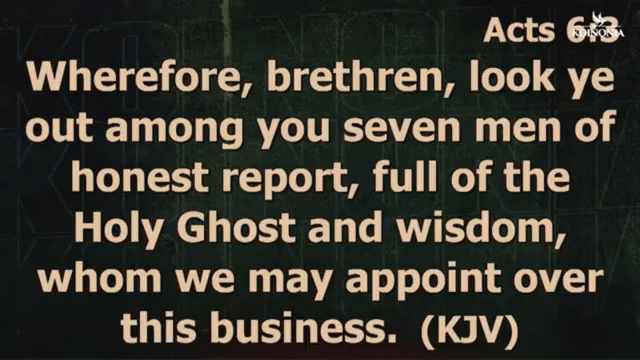 Acts 6:3
KOINONIA
Wherefore, brethren, look ye
out among you seven men of
honest report, full of the
Holy Ghost and wisdom,
whom we may appoint over
this business. (KJV)